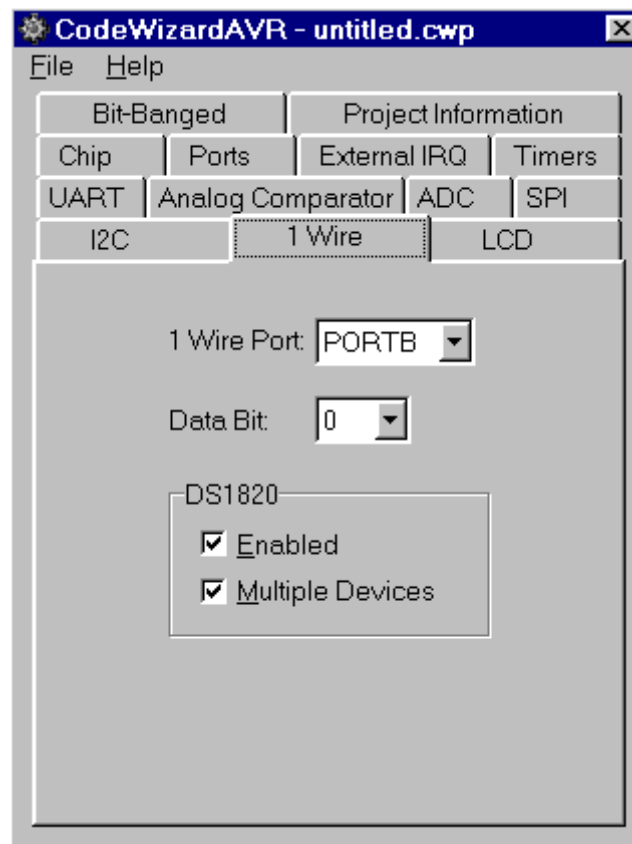 CodeWizardAVR - untitled.cwp
File Help
Bit-Banged Project Information
Chip Ports External IRQ Timers
UART Analog Comparator ADC SPI
I2C 1 Wire LCD
1 Wire Port: PORTB
Data Bit: 0
DS1820
Enabled
Multiple Devices